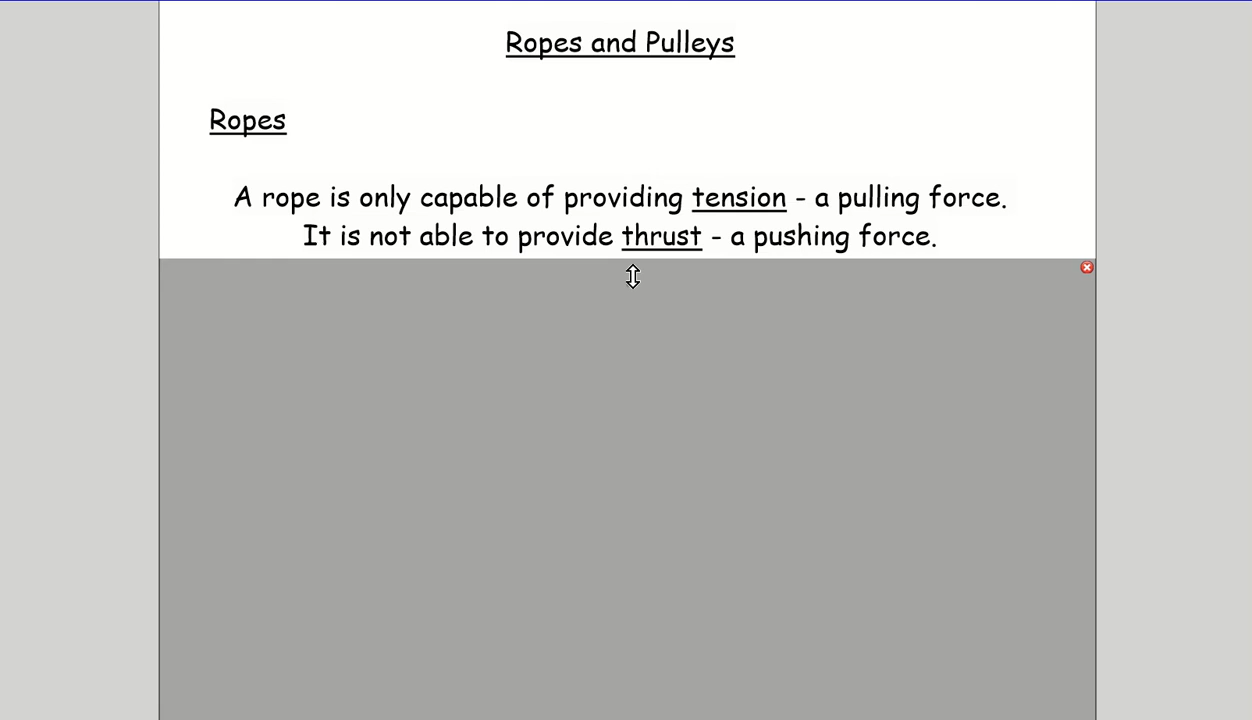 Ropes and Pulleys
Ropes
A rope is only capable of providing tension - a pulling force.
It is not able to provide thrust - a pushing force.